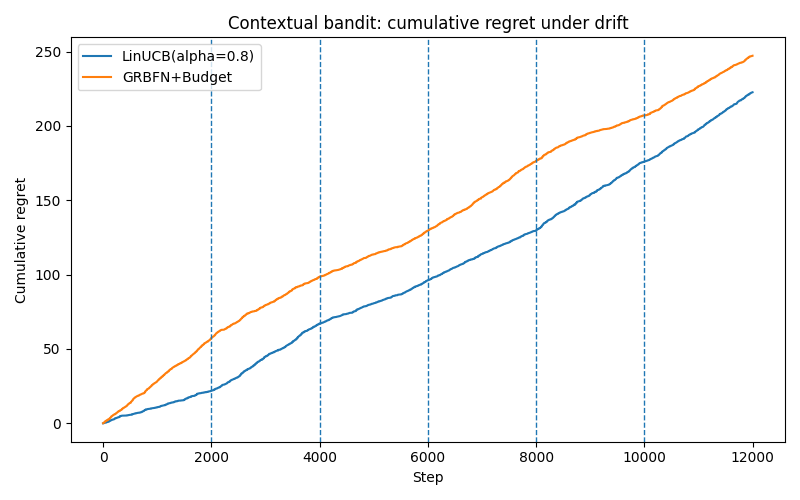 Contextual bandit: cumulative regret under drift
LinUCB(alpha=0.8)
GRBFN+Budget
Cumulative regret
250
200
150
100
50
0
0 2000 4000 6000 8000 10000 12000
Step